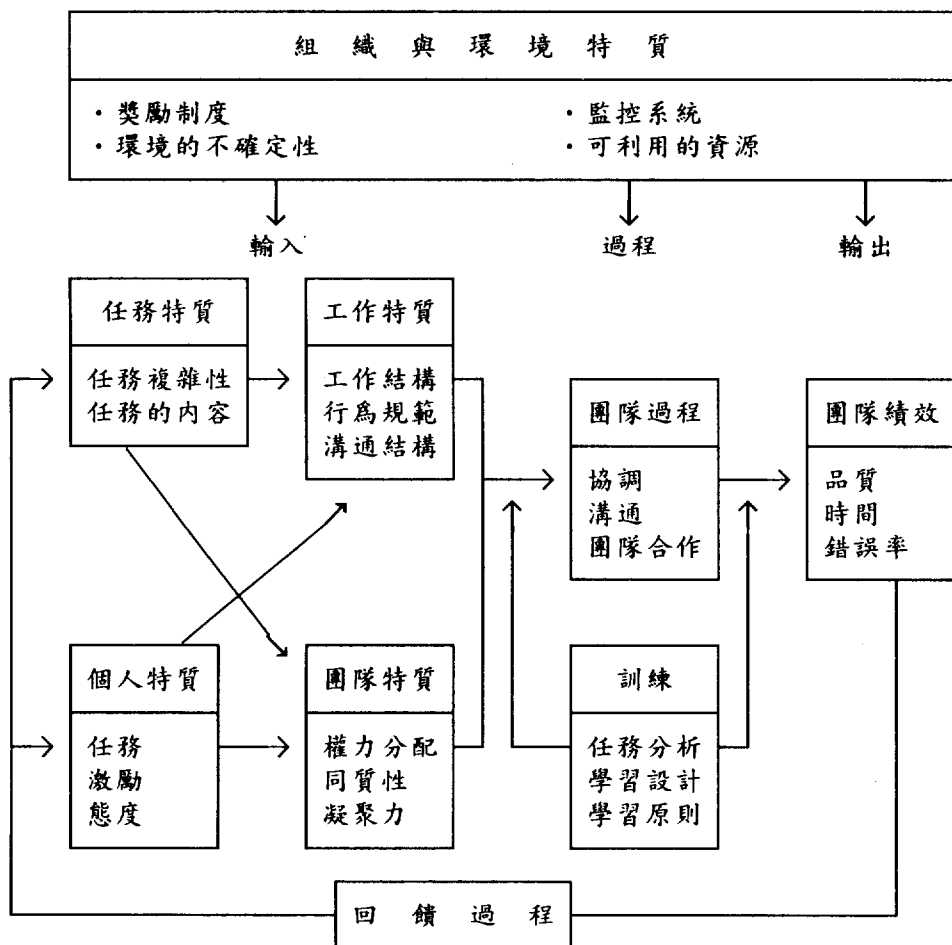 組織與環境特質
・獎勵制度
・環境的不確定性
・監控系統
・可利用的資源
輸入
過程
輸出
任務特質
任務複雜性
任務的内容
工作特質
工作結構
行爲規範
溝通結構
團隊過程
協調
溝通
團隊合作
團隊績效
品質
時間
錯誤率
個人特質
任務
激勵
態度
團隊特質
權力分配
同質性
凝聚力
訓練
任務分析
學習設計
學習原則
回饋過程